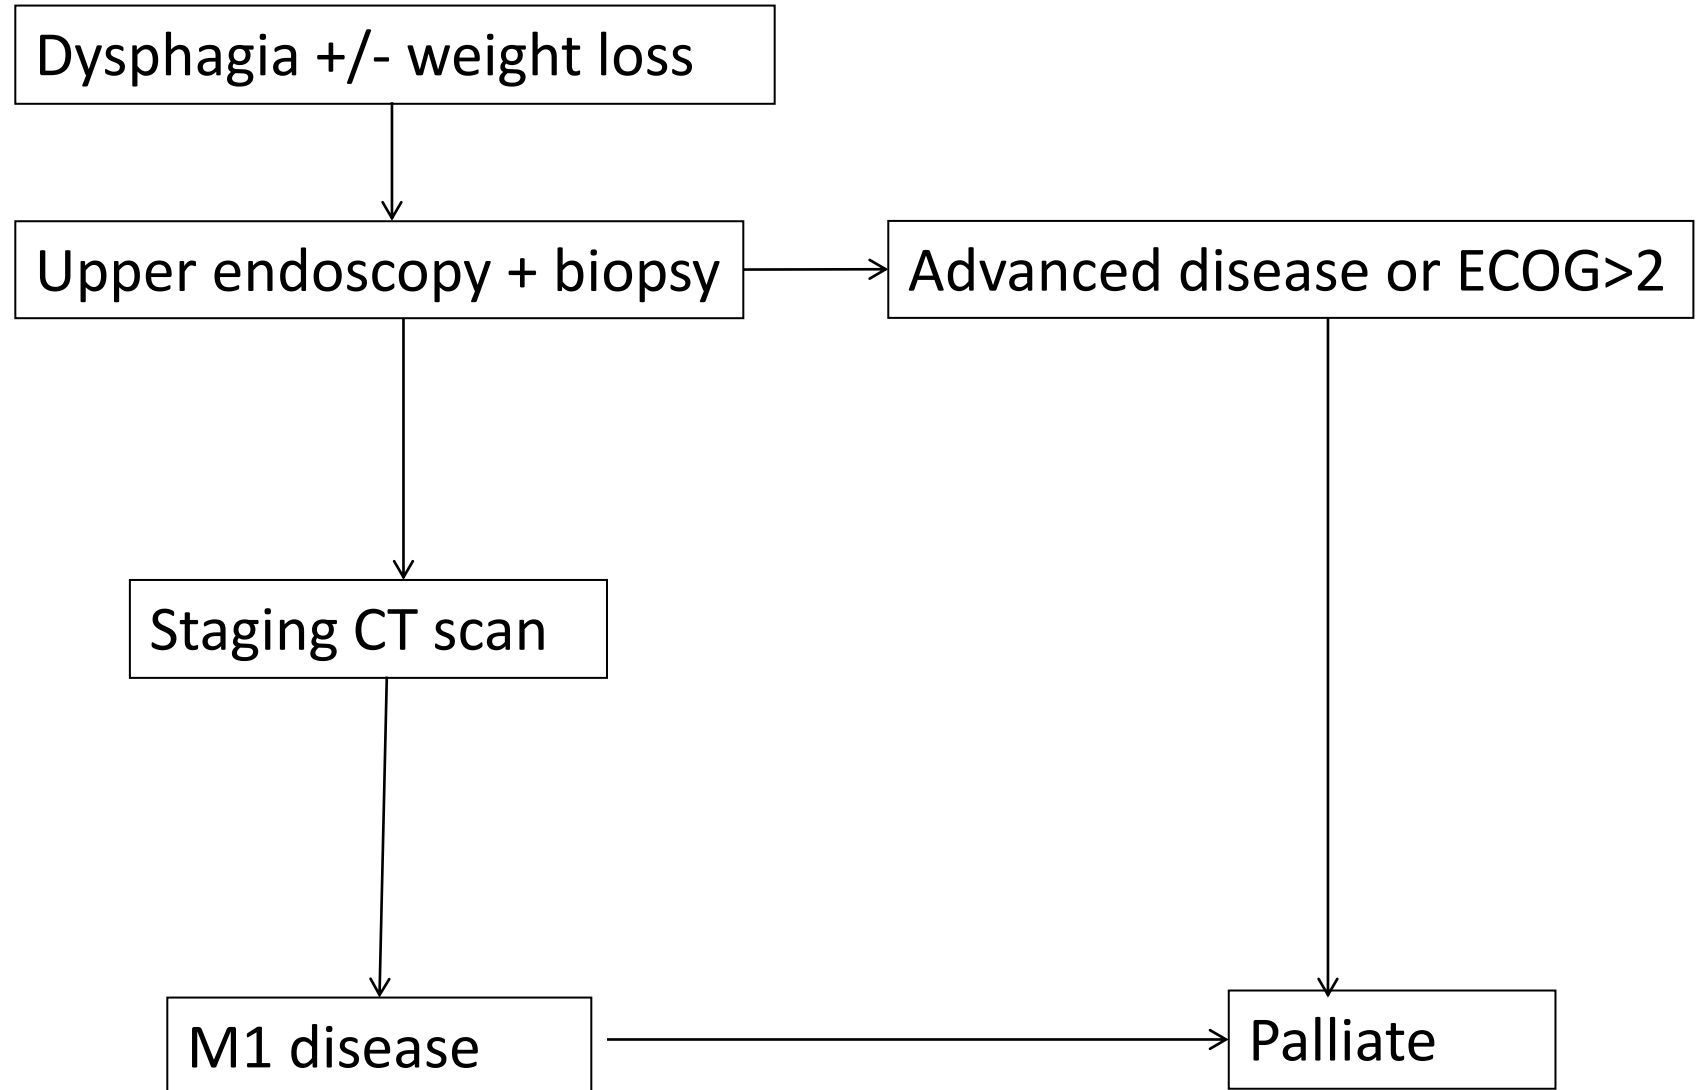 Dysphagia +/- weight loss
Upper endoscopy + biopsy
Advanced disease or ECOG>2
Staging CT scan
M1 disease
Palliate